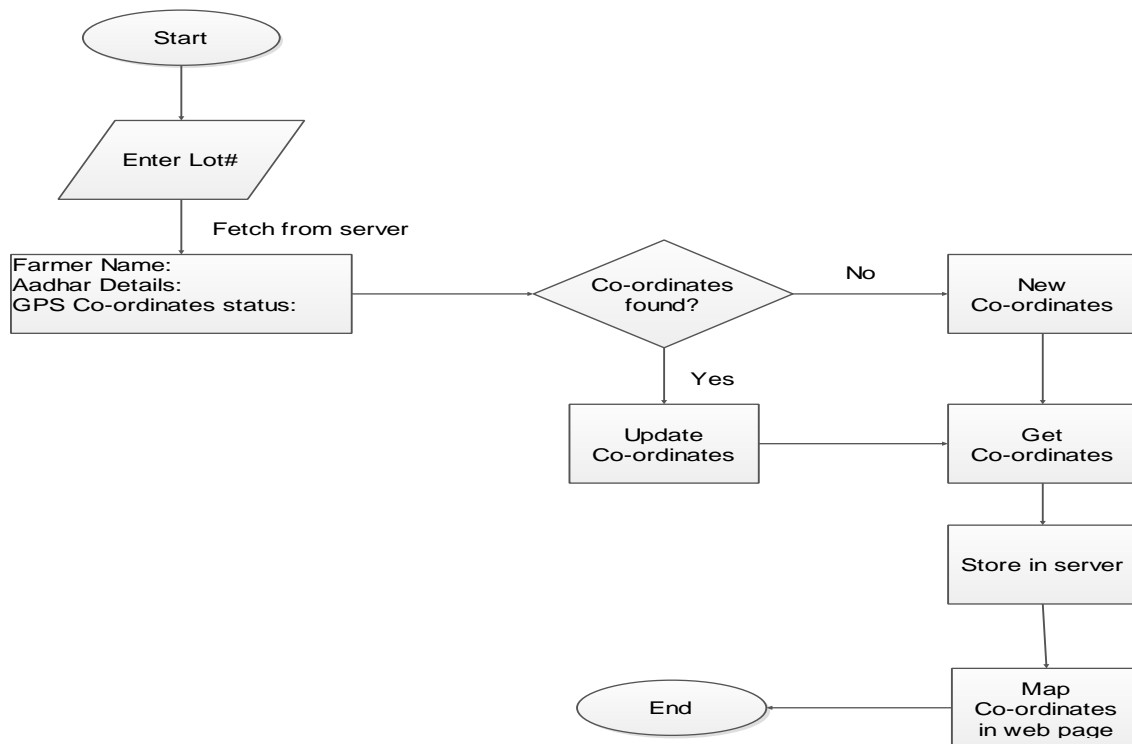 Start
Enter Lot#
Fetch from server
Farmer Name:
Aadhar Details:
GPS Co-ordinates status:
Co-ordinates
found?
No
New
Co-ordinates
Yes
Update
Co-ordinates
Get
Co-ordinates
Store in server
Map
Co-ordinates
in web page
End